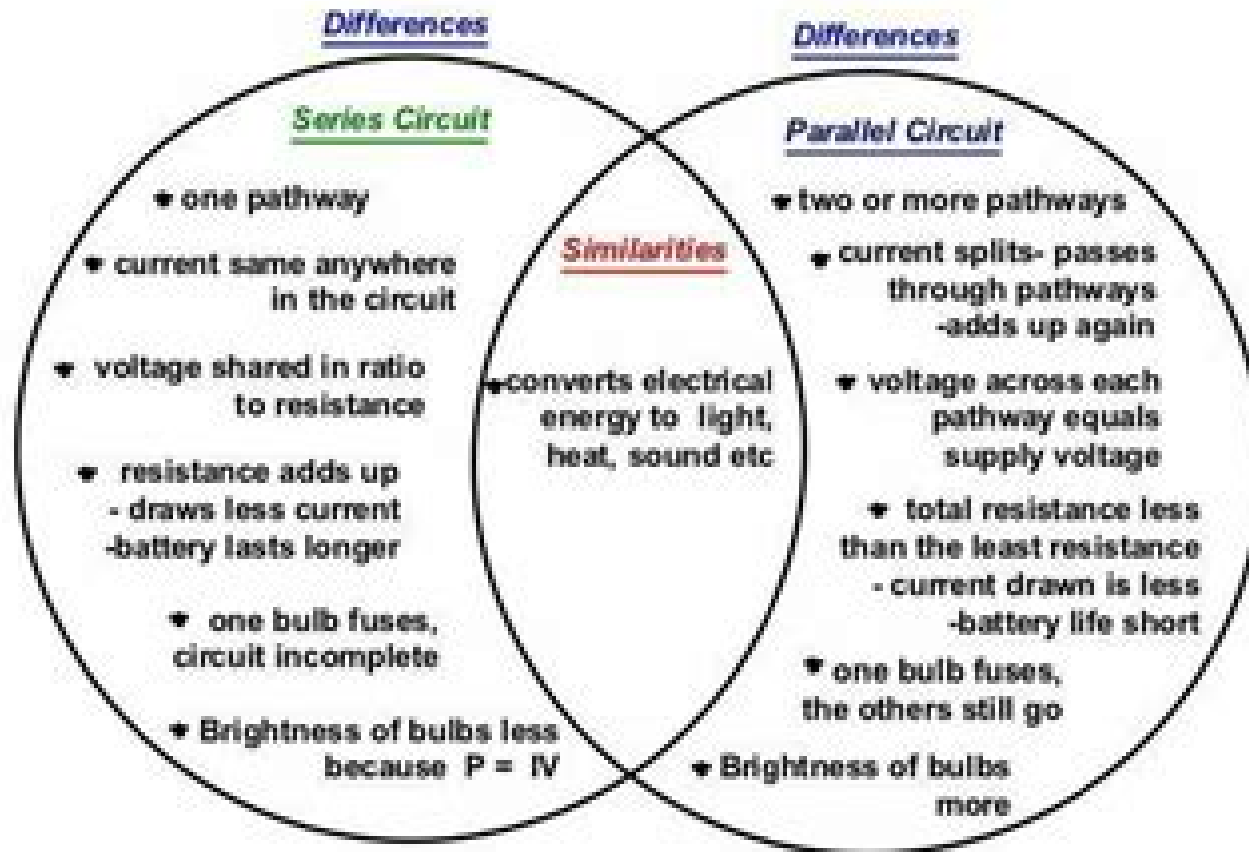 Differences
Series Circuit
one pathway
current same anywhere
in the circuit
voltage shared in ratio
to resistance
resistance adds up
- draws less current
-battery lasts longer
one bulb fuses,
circuit incomplete
Brightness of bulbs less
because P = IV
Similarities
converts electrical
energy to light,
heat, sound etc
Differences
Parallel Circuit
two or more pathways
current splits- passes
through pathways
-adds up again
voltage across each
pathway equals
supply voltage
total resistance less
than the least resistance
- current drawn is less
-battery life short
one bulb fuses,
the others still go
Brightness of bulbs
more